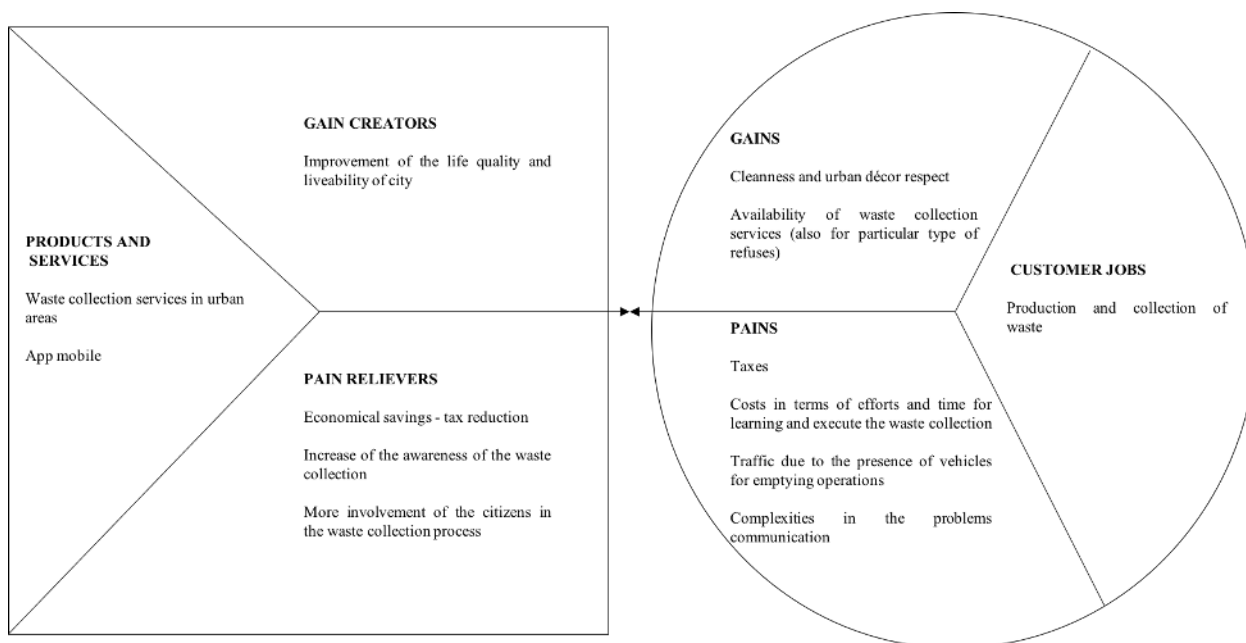 GAIN CREATORS
Improvement of the life quality and
liveability of city
PRODUCTS AND
SERVICES
Waste collection services in urban
areas
App mobile
PAIN RELIEVERS
Economical savings - tax reduction
Increase of the awareness of the waste
collection
More involvement of the citizens in
the waste collection process
GAINS
Cleanness and urban décor respect
Availability of waste collection
services (also for particular type of
refuses)
CUSTOMER JOBS
Production and collection of
waste
PAINS
Taxes
Costs in terms of efforts and time for
learning and execute the waste collection
Traffic due to the presence of vehicles
for emptying operations
Complexities in the problems
communication